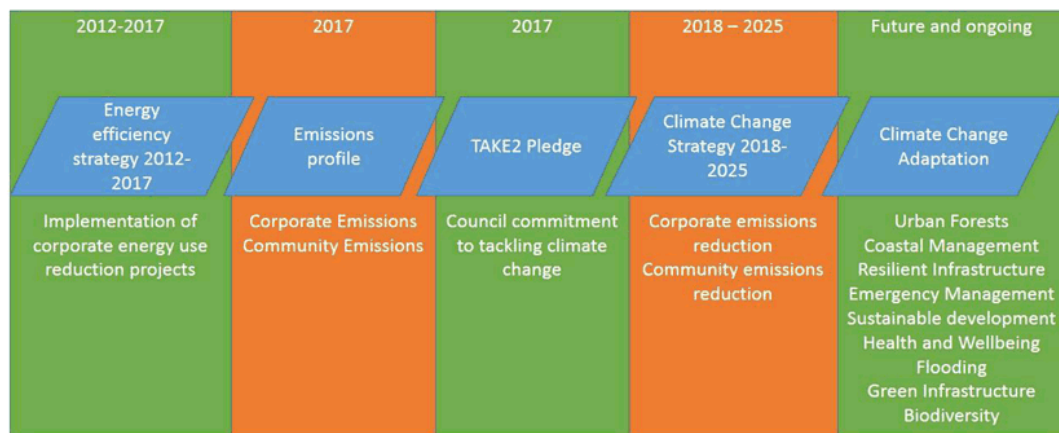 2012-2017
2017
2017
2018 – 2025
Future and ongoing
Energy
efficiency
strategy 2012-
2017
Emissions
profile
TAKE2 Pledge
Climate Change
Strategy 2018-
2025
Climate Change
Adaptation
Implementation of
corporate energy use
reduction projects
Corporate Emissions
Community Emissions
Council commitment
to tackling climate
change
Corporate emissions
reduction
Community emissions
reduction
Urban Forests
Coastal Management
Resilient Infrastructure
Emergency Management
Sustainable development
Health and Wellbeing
Flooding
Green Infrastructure
Biodiversity